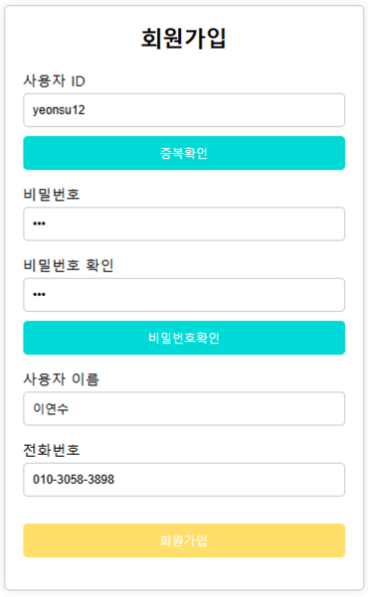 회원가입
사용자 ID
yeonsu12
중복확인
비밀번호
•••
비밀번호 확인
•••
비밀번호확인
사용자 이름
이연수
전화번호
010-3058-3898
회원가입